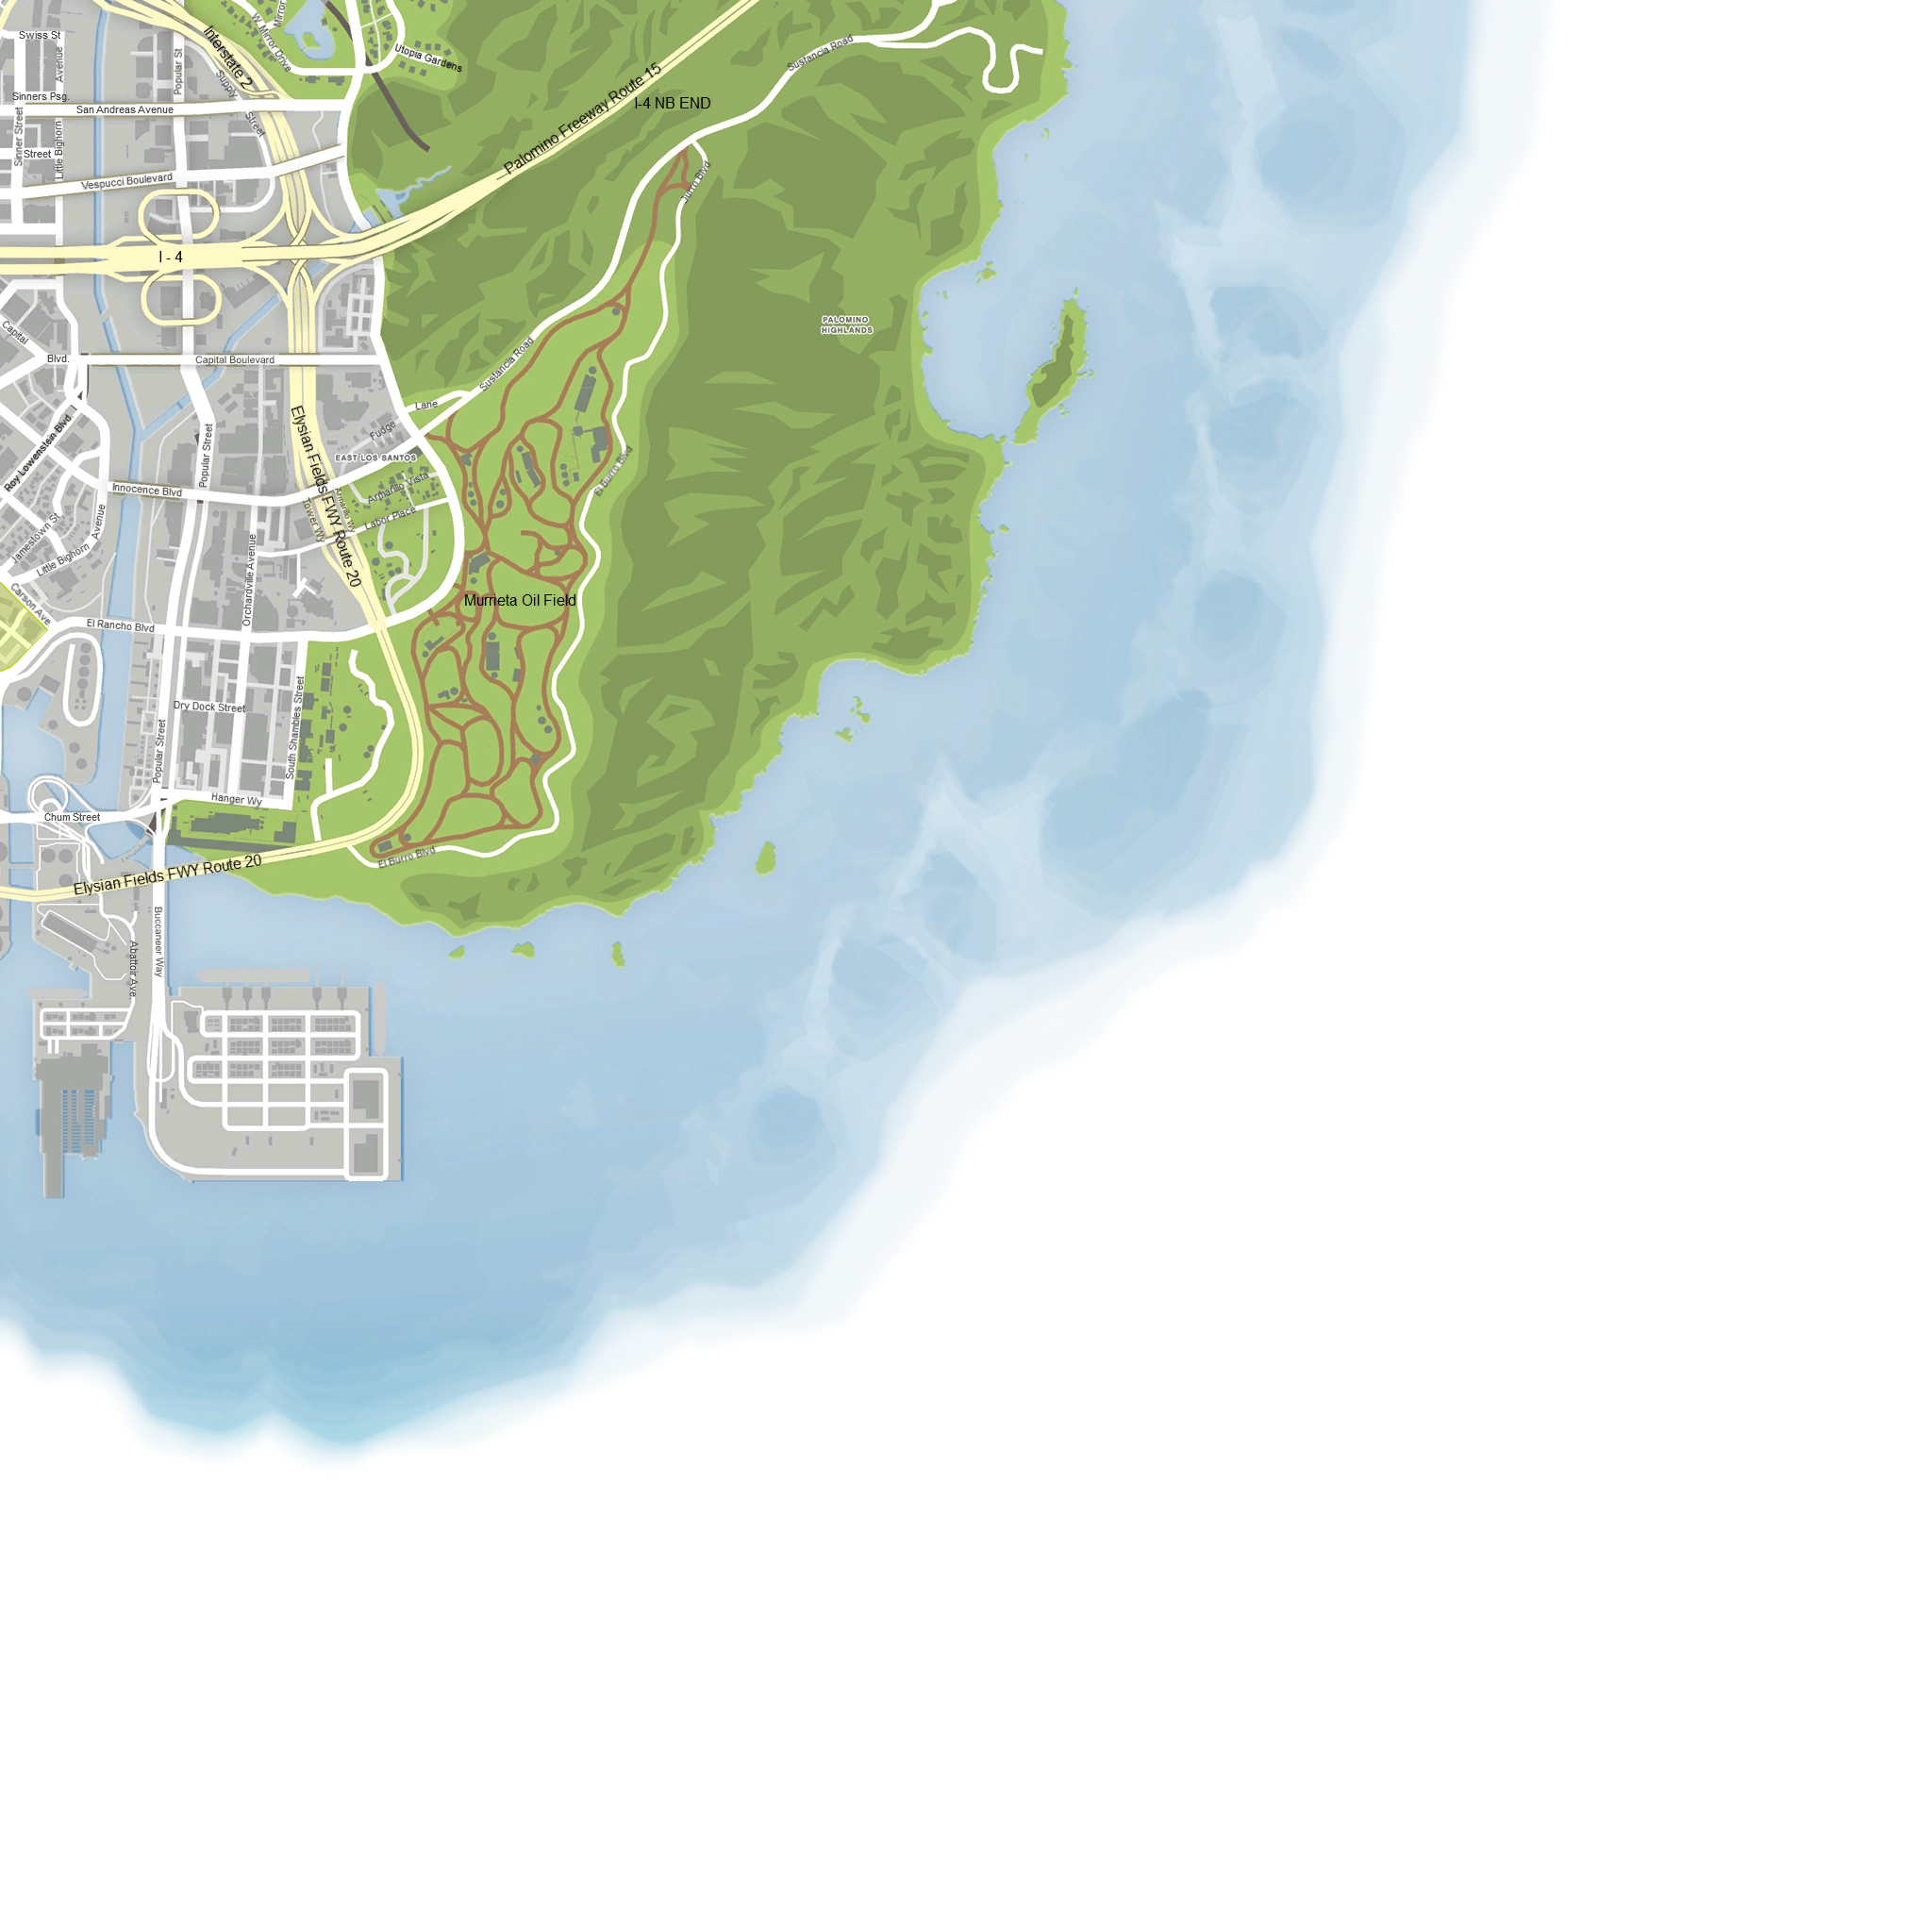 Swiss St
Avenue
Interstate 2
W. Mirror Drive
Mirror
Utopia Gardens
Popular St
Supply
Street
Sustancia Road
Palomino Freeway Route 15
I-4 NB END
Sinners Psg.
San Andreas Avenue
Sinner Street
Little Bighorn
Street
Vespucci Boulevard
I - 4
PALOMINO
HIGHLANDS
Capital
Blvd.
Capital Boulevard
Sustancia Road
Lane
Fudge
Elysian Fields FWY Route 20
Roy Lowenstein Blvd.
Popular Street
EAST LOS SANTOS
El Burro Blvd
Innocence Blvd
Armarillo Vista
Armarillo Wy
Tower Wy
Labor Place
Jamestown St.
Avenue
Little Bighorn
Orchardville Avenue
Carson Ave
El Rancho Blvd
Murrieta Oil Field
Dry Dock Street
South Shambles Street
Popular Street
Hanger Wy
Chum Street
El Burro Blvd
Elysian Fields FWY Route 20
Buccaneer Way
Abattoir Ave.